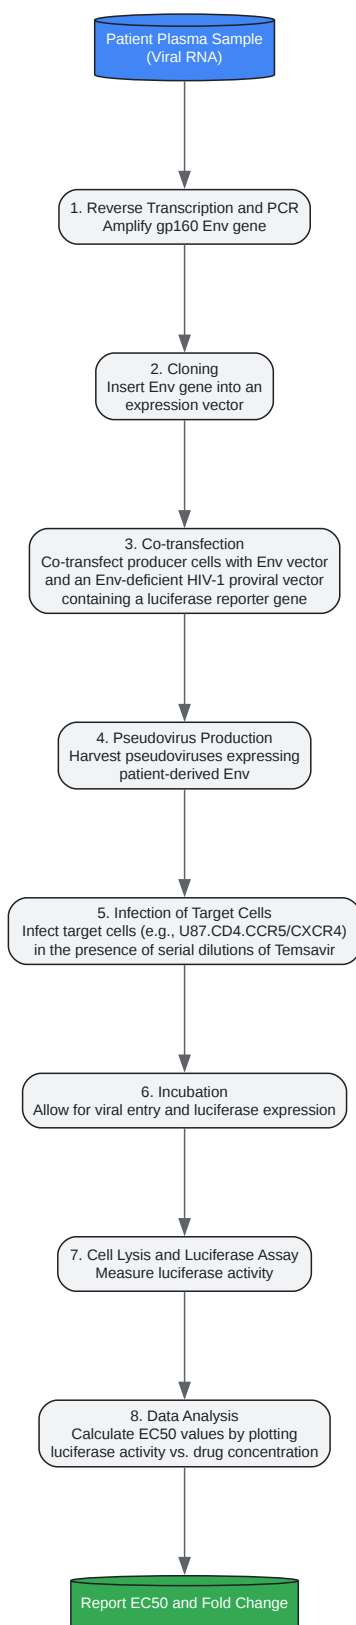 Patient Plasma Sample
(Viral RNA)
1. Reverse Transcription and PCR
Amplify gp160 Env gene
2. Cloning
Insert Env gene into an
expression vector
3. Co-transfection
Co-transfect producer cells with Env vector
and an Env-deficient HIV-1 proviral vector
containing a luciferase reporter gene
4. Pseudovirus Production
Harvest pseudoviruses expressing
patient-derived Env
5. Infection of Target Cells
Infect target cells (e.g., U87.CD4.CCR5/CXCR4)
in the presence of serial dilutions of Temsavir
6. Incubation
Allow for viral entry and luciferase expression
7. Cell Lysis and Luciferase Assay
Measure luciferase activity
8. Data Analysis
Calculate EC50 values by plotting
luciferase activity vs. drug concentration
Report EC50 and Fold Change